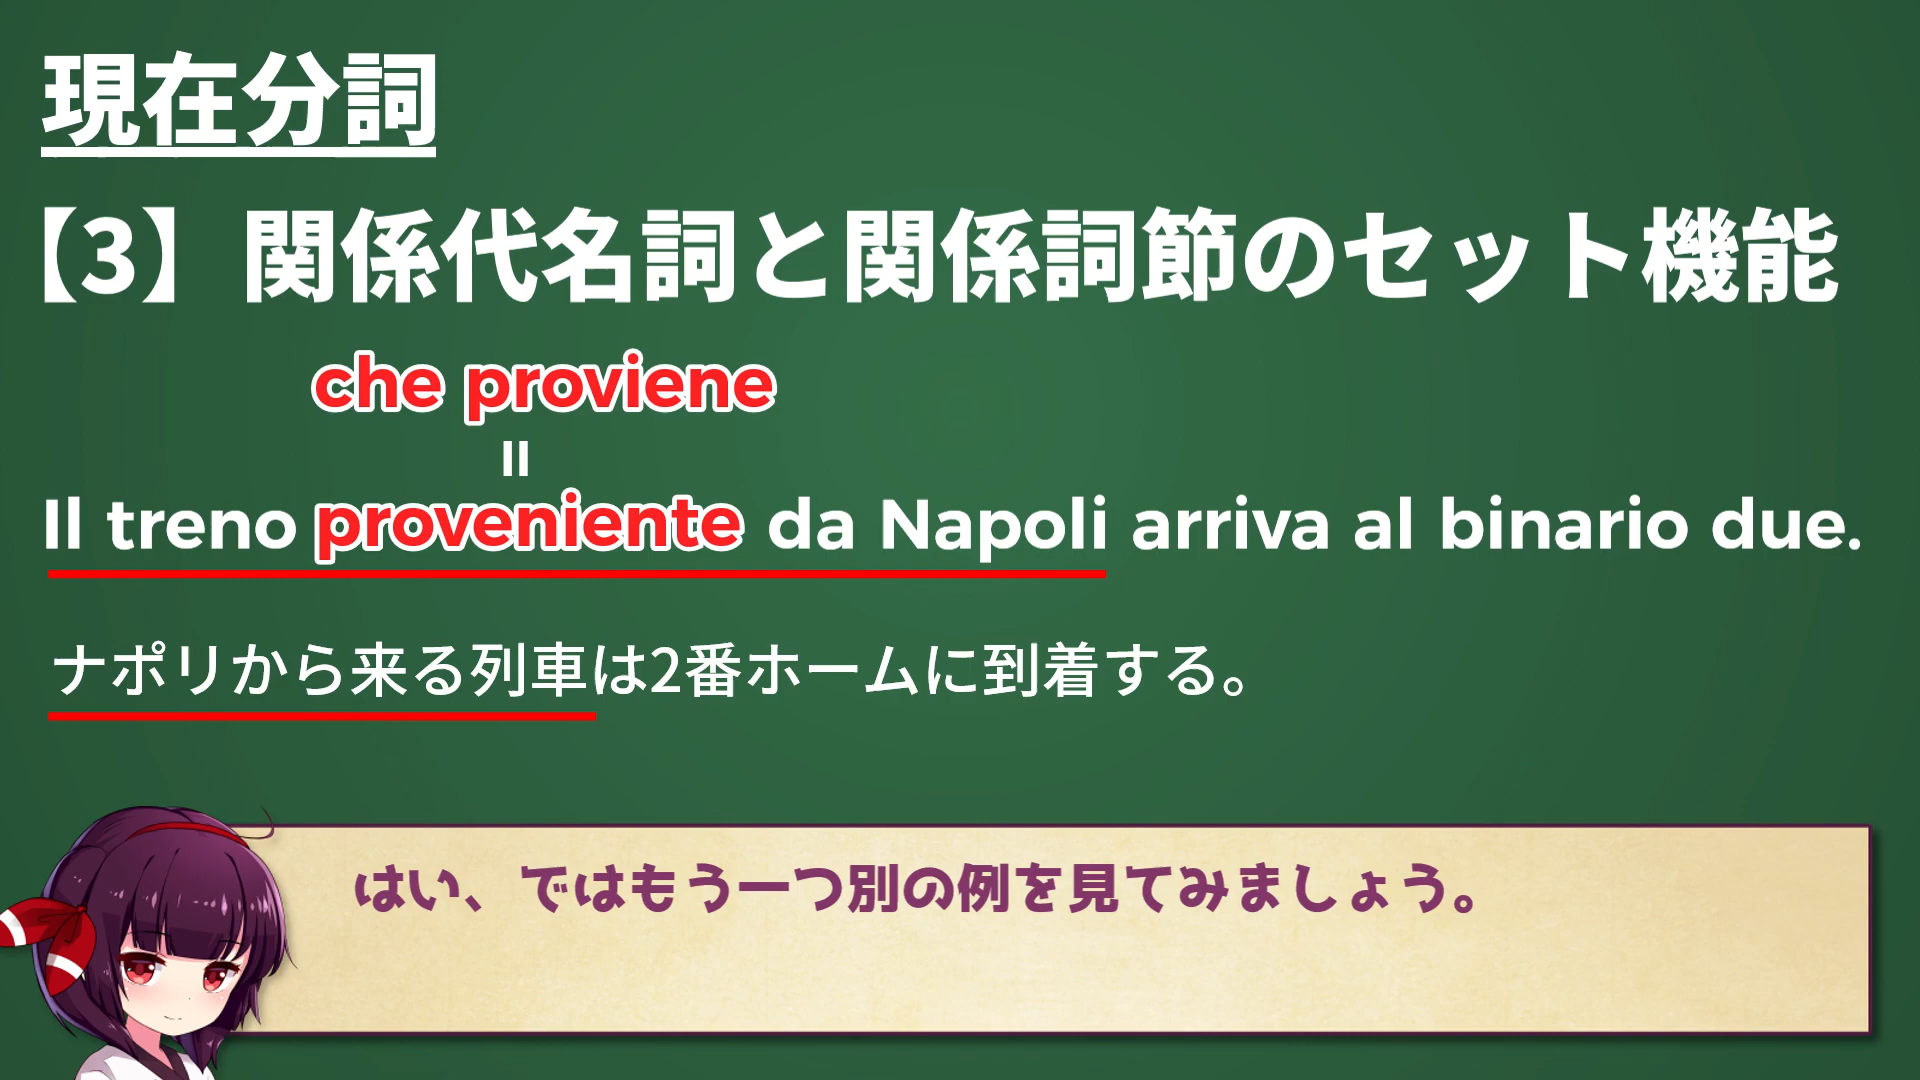 現在分詞
【3】関係代名詞と関係詞節のセット機能
che proviene
=
Il treno proveniente da Napoli arriva al binario due.
ナポリから来る列車は2番ホームに到着する。
はい、ではもう一つ別の例を見てみましょう。